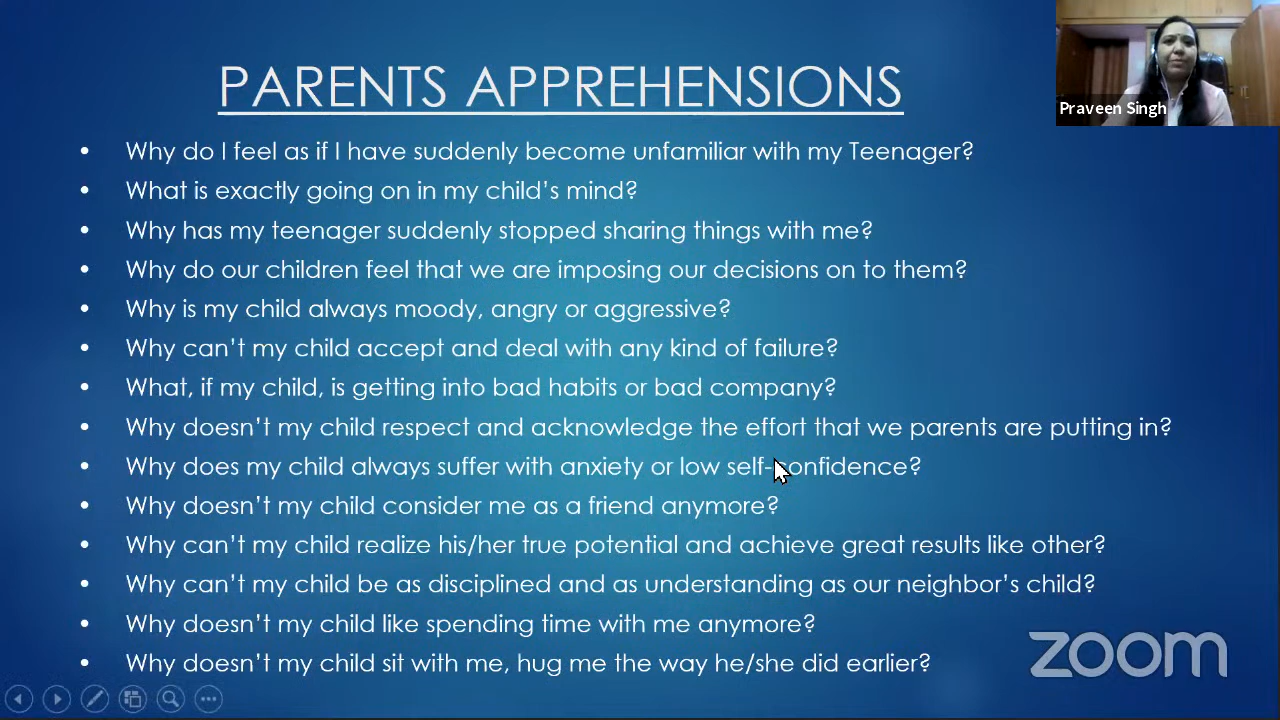 PARENTS APPREHENSIONS
Praveen Singh
• Why do I feel as if I have suddenly become unfamiliar with my Teenager?
• What is exactly going on in my child's mind?
• Why has my teenager suddenly stopped sharing things with me?
• Why do our children feel that we are imposing our decisions on to them?
• Why is my child always moody, angry or aggressive?
• Why can't my child accept and deal with any kind of failure?
• What, if my child, is getting into bad habits or bad company?
• Why doesn't my child respect and acknowledge the effort that we parents are putting in?
• Why does my child always suffer with anxiety or low self-confidence?
• Why doesn't my child consider me as a friend anymore?
• Why can't my child realize his/her true potential and achieve great results like other?
• Why can't my child be as disciplined and as understanding as our neighbor's child?
• Why doesn't my child like spending time with me anymore?
• Why doesn't my child sit with me, hug me the way he/she did earlier?
zoom